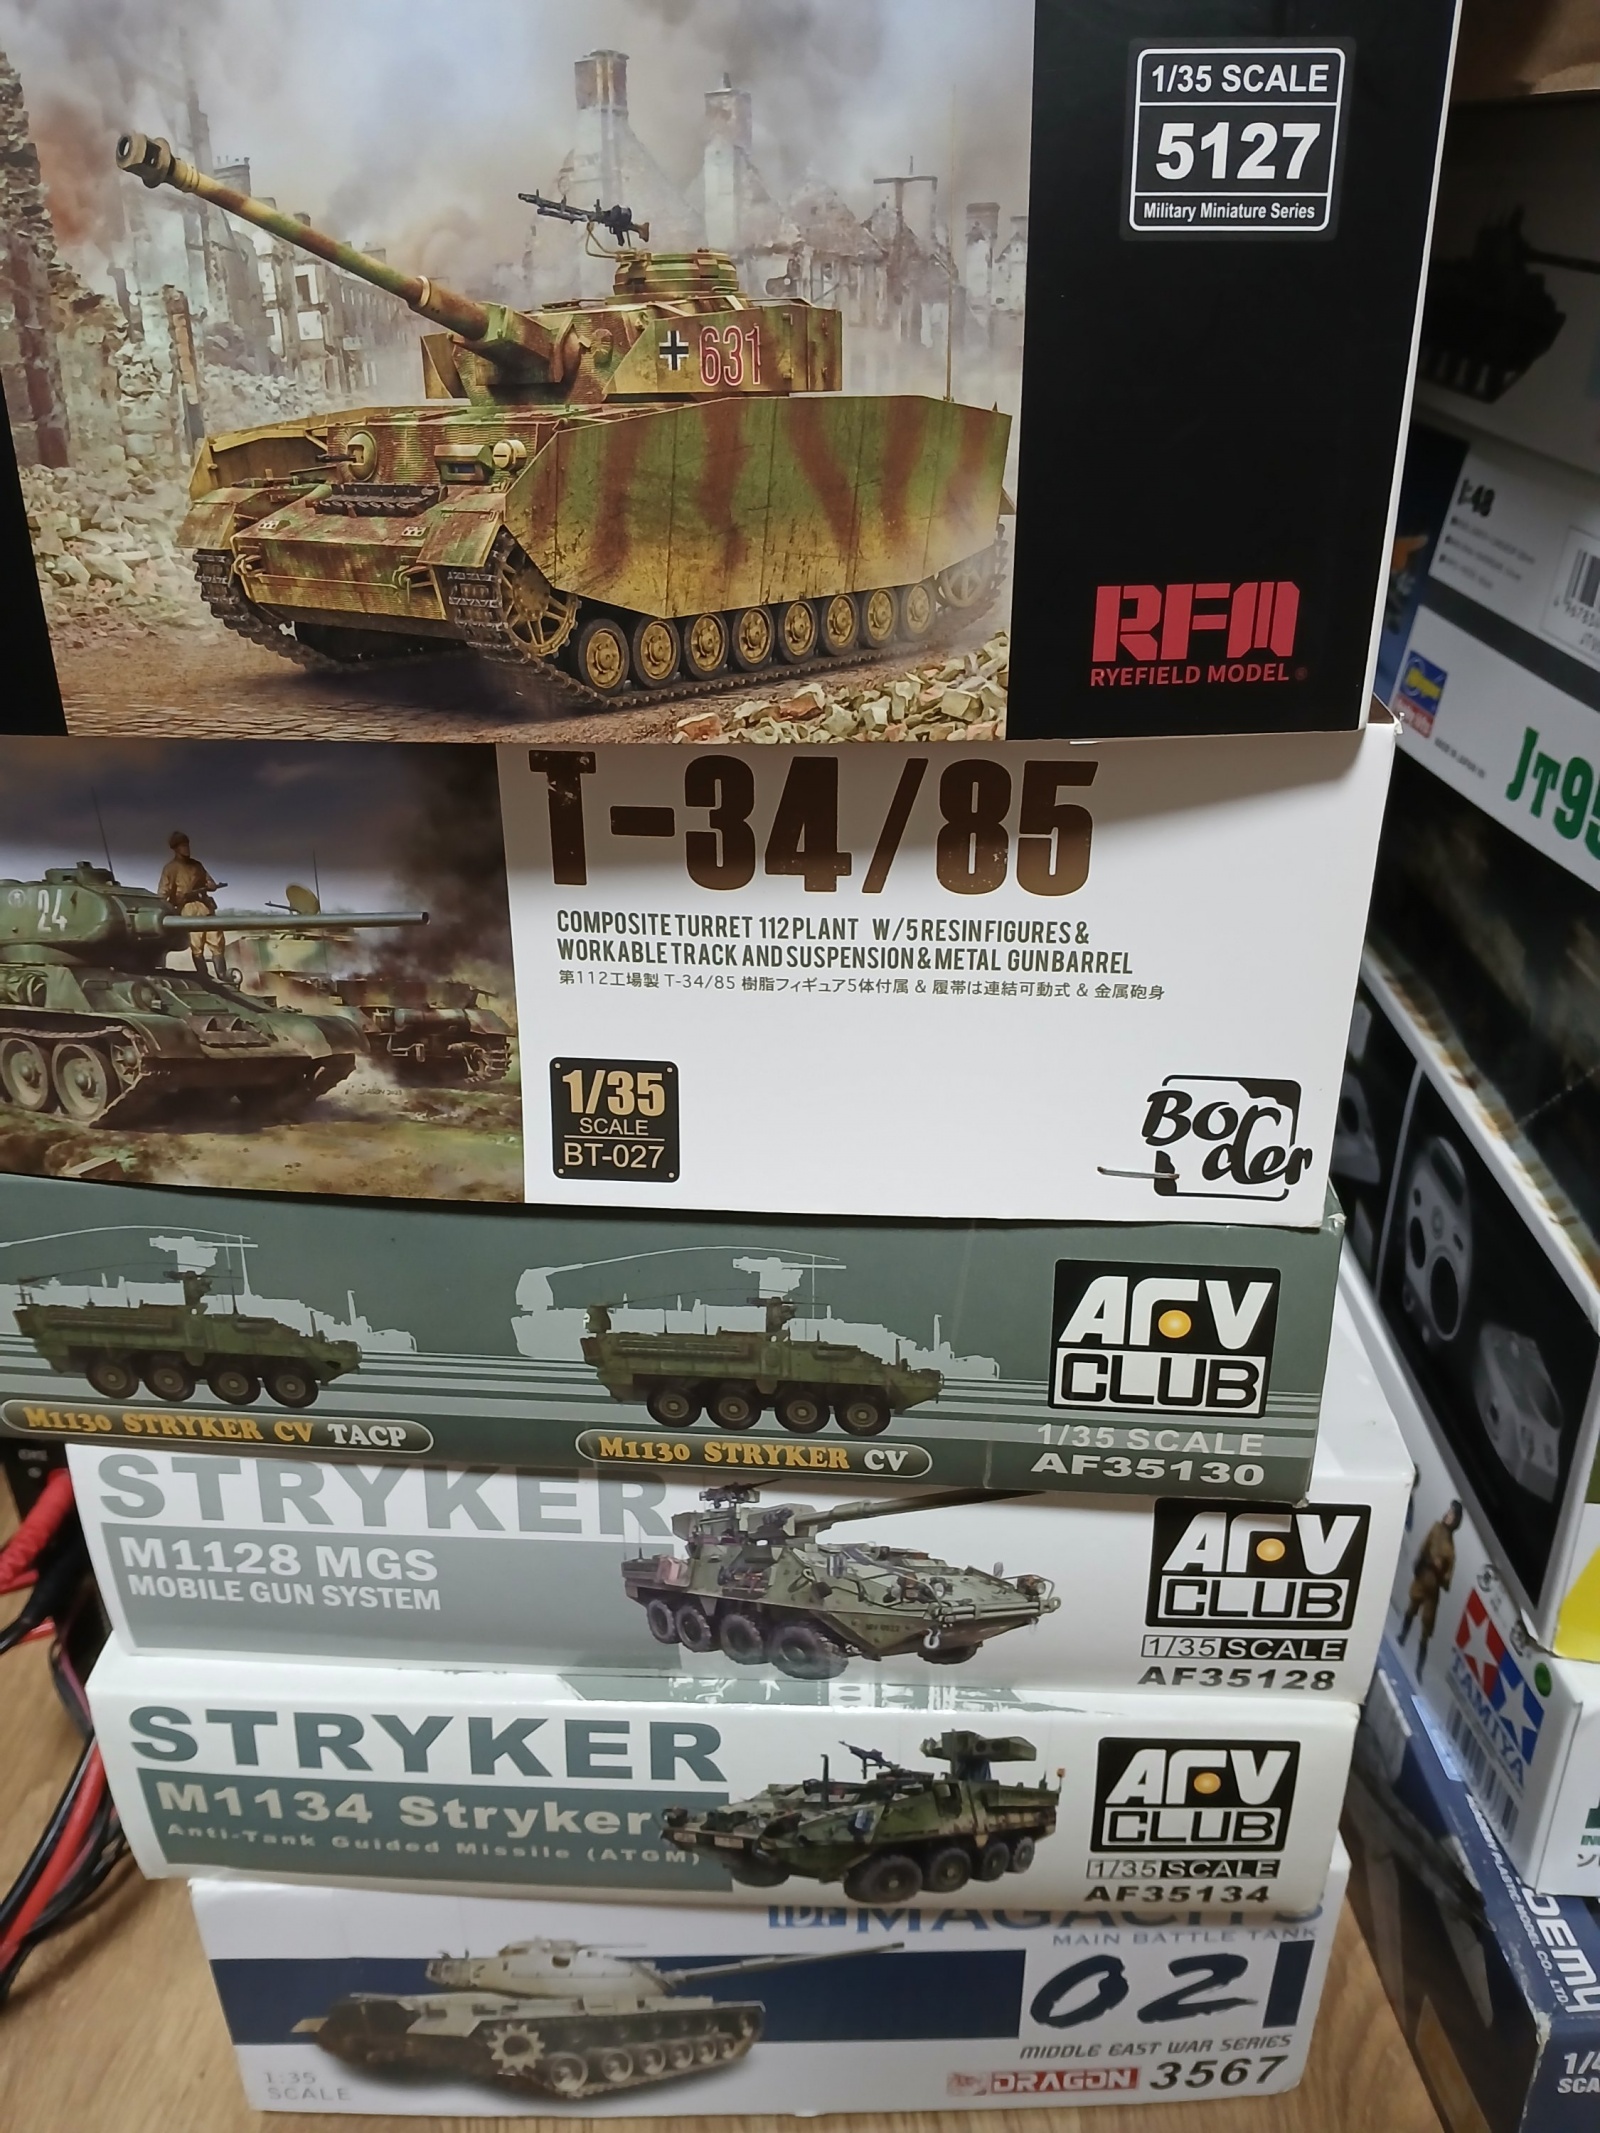 1/35 SCALE
5127
Military Miniature Series
631
RFM
RYEFIELD MODEL
T-34/85
COMPOSITE TURRET 112 PLANT W/5 RESIN FIGURES &
WORKABLE TRACK AND SUSPENSION & METAL GUN BARREL
第112工場製 T-34/85 樹脂フィギュア5体付属 & 履帯は連結可動式 & 金属砲身
24
1/35
SCALE
BT-027
Border
AFV
CLUB
M1130 STRYKER CV TACP
M1130 STRYKER CV
1/35 SCALE
AF35130
STRYKER
M1128 MGS
MOBILE GUN SYSTEM
AFV
CLUB
1/35 SCALE
AF35128
STRYKER
M1134 Stryker
Anti-Tank Guided Missile (ATGM)
AFV
CLUB
1/35 SCALE
AF35134
IDF MAGACH 3
MAIN BATTLE TANK
02
MIDDLE EAST WAR SERIES
DRAGON 3567
1:35
SCALE
1:48
Hasegawa
JT95
TAMIYA